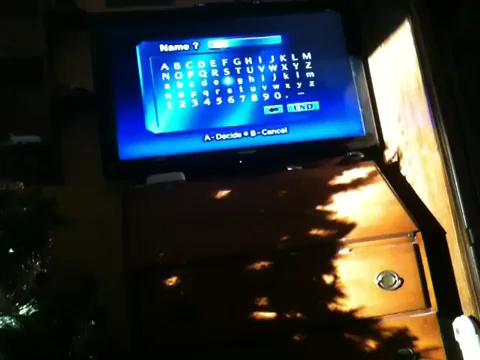 Name ?
A B C D E F G H I J K L M
N O P Q R S T U V W X Y Z
a b c d e f g h i j k l m
n o p q r s t u v w x y z
1 2 3 4 5 6 7 8 9 0 . _
← END
A-Decide B-Cancel